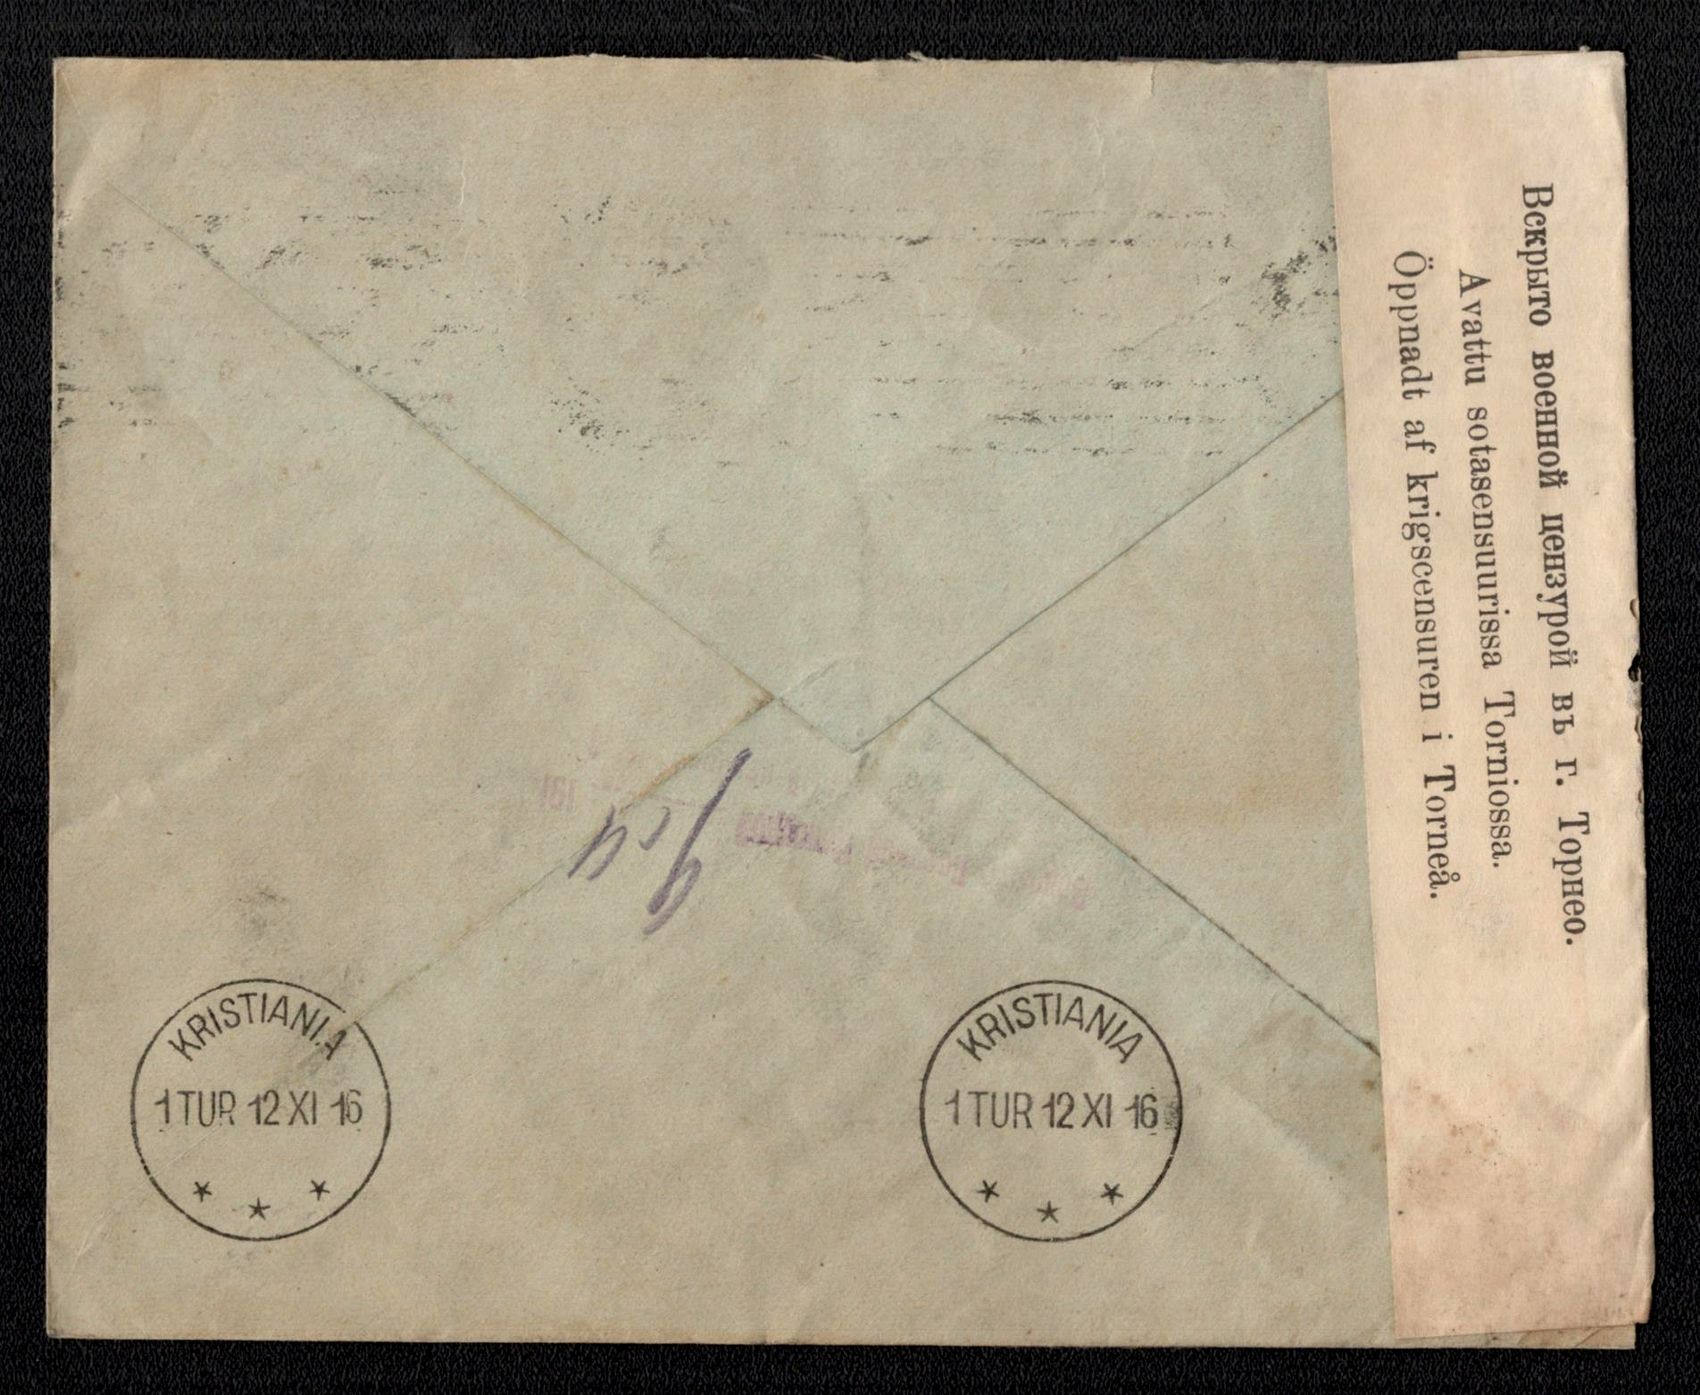 Вскрыто военной цензурой въ г. Торнео.
Avattu sotasensuurissa Torniossa.
Öppnadt af krigscensuren i Torneå.
KRISTIANIA
1 TUR 12 XI 16
KRISTIANIA
1 TUR 12 XI 16